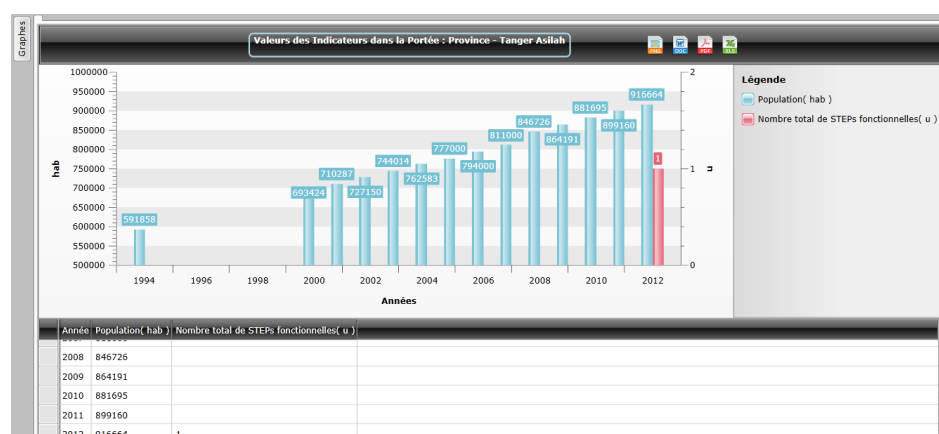 Graphes
Valeurs des Indicateurs dans la Portée : Province - Tanger Asilah
PNG DOC PDF XLS
1000000
950000
900000
850000
800000
750000
700000
650000
600000
550000
500000
hab
591858
693424
710287
727150
744014
762583
777000
794000
811000
846726
864191
881695
899160
916664
1
2
1
0
u
1994 1996 1998 2000 2002 2004 2006 2008 2010 2012
Années
Légende
Population( hab )
Nombre total de STEPs fonctionnelles( u )
Année Population( hab ) Nombre total de STEPs fonctionnelles( u )
2008 846726
2009 864191
2010 881695
2011 899160
2012 916664 1